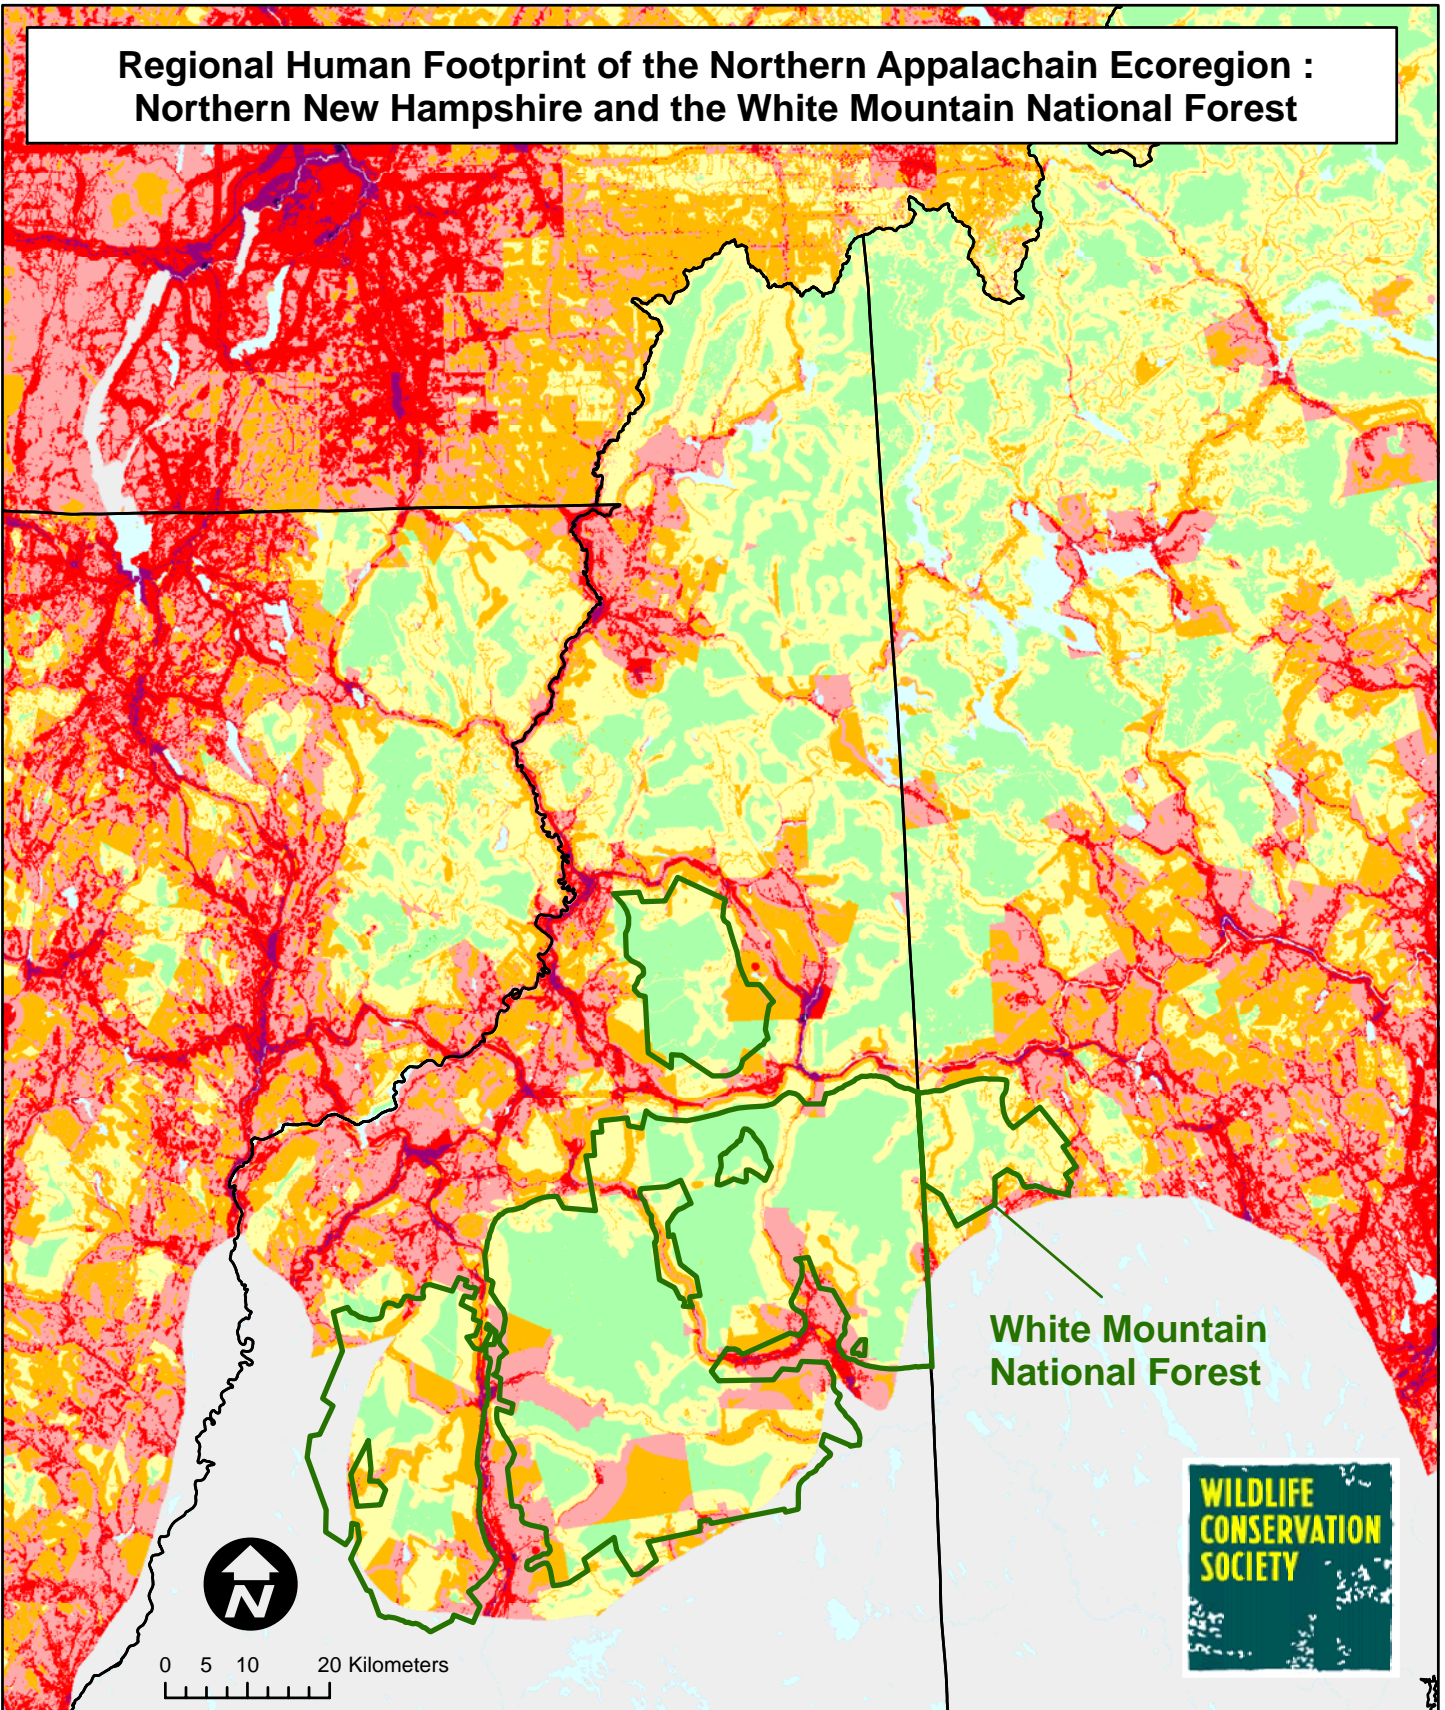 Regional Human Footprint of the Northern Appalachain Ecoregion :
Northern New Hampshire and the White Mountain National Forest
White Mountain
National Forest
WILDLIFE
CONSERVATION
SOCIETY
N
0 5 10 20 Kilometers